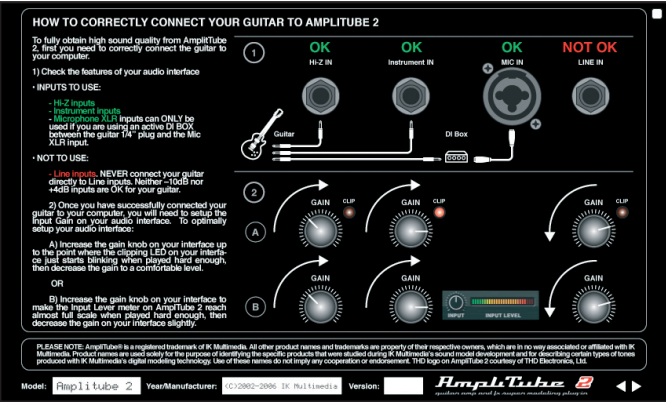 HOW TO CORRECTLY CONNECT YOUR GUITAR TO AMPLITUBE 2
To fully obtain high sound quality from AmplitTube
2, first you need to correctly connect the guitar to
your computer.
1) Check the features of your audio interface
• INPUTS TO USE:
- Hi-Z inputs
- Instrument inputs
- Microphone XLR inputs can ONLY be
used if you are using an active DI BOX
between the guitar 1/4" plug and the Mic
XLR input.
• NOT TO USE:
- Line inputs. NEVER connect your guitar
directly to Line inputs. Neither –10dB nor
+4dB inputs are OK for your guitar.
2) Once you have successfully connected your
guitar to your computer, you will need to setup the
input Gain on your audio interface. To optimally
setup your audio interface:
A) Increase the gain knob on your interface up
to the point where the clipping LED on your interfa-
ce just starts blinking when played hard enough,
then decrease the gain to a comfortable level.
OR
B) Increase the gain knob on your interface to
make the Input Level meter on AmpliTube 2 reach
almost full scale when played hard enough, then
decrease the gain on your interface slightly.
1
OK OK OK NOT OK
Hi-Z IN Instrument IN MIC IN LINE IN
Guitar DI Box
2
A
GAIN CLIP GAIN CLIP GAIN CLIP
B
GAIN GAIN GAIN
INPUT INPUT LEVEL
PLEASE NOTE: AmpliTube® is a registered trademark of IK Multimedia. All other product names and trademarks are property of their respective owners, which are in no way associated or affiliated with IK
Multimedia. Product names are used solely for the purpose of identifying the specific products that were studied during IK Multimedia's sound model development and for describing certain types of tones
produced with IK Multimedia's digital modeling technology. Use of these names do not imply any cooperation or endorsement. THD logo on AmpliTube 2 courtesy of THD Electronics, Ltd.
Model: Amplitube 2 Year/Manufacturer: (C)2002-2006 IK Multimedia Version:
AmpliTube 2
guitar amp and fx super modeling plug-in